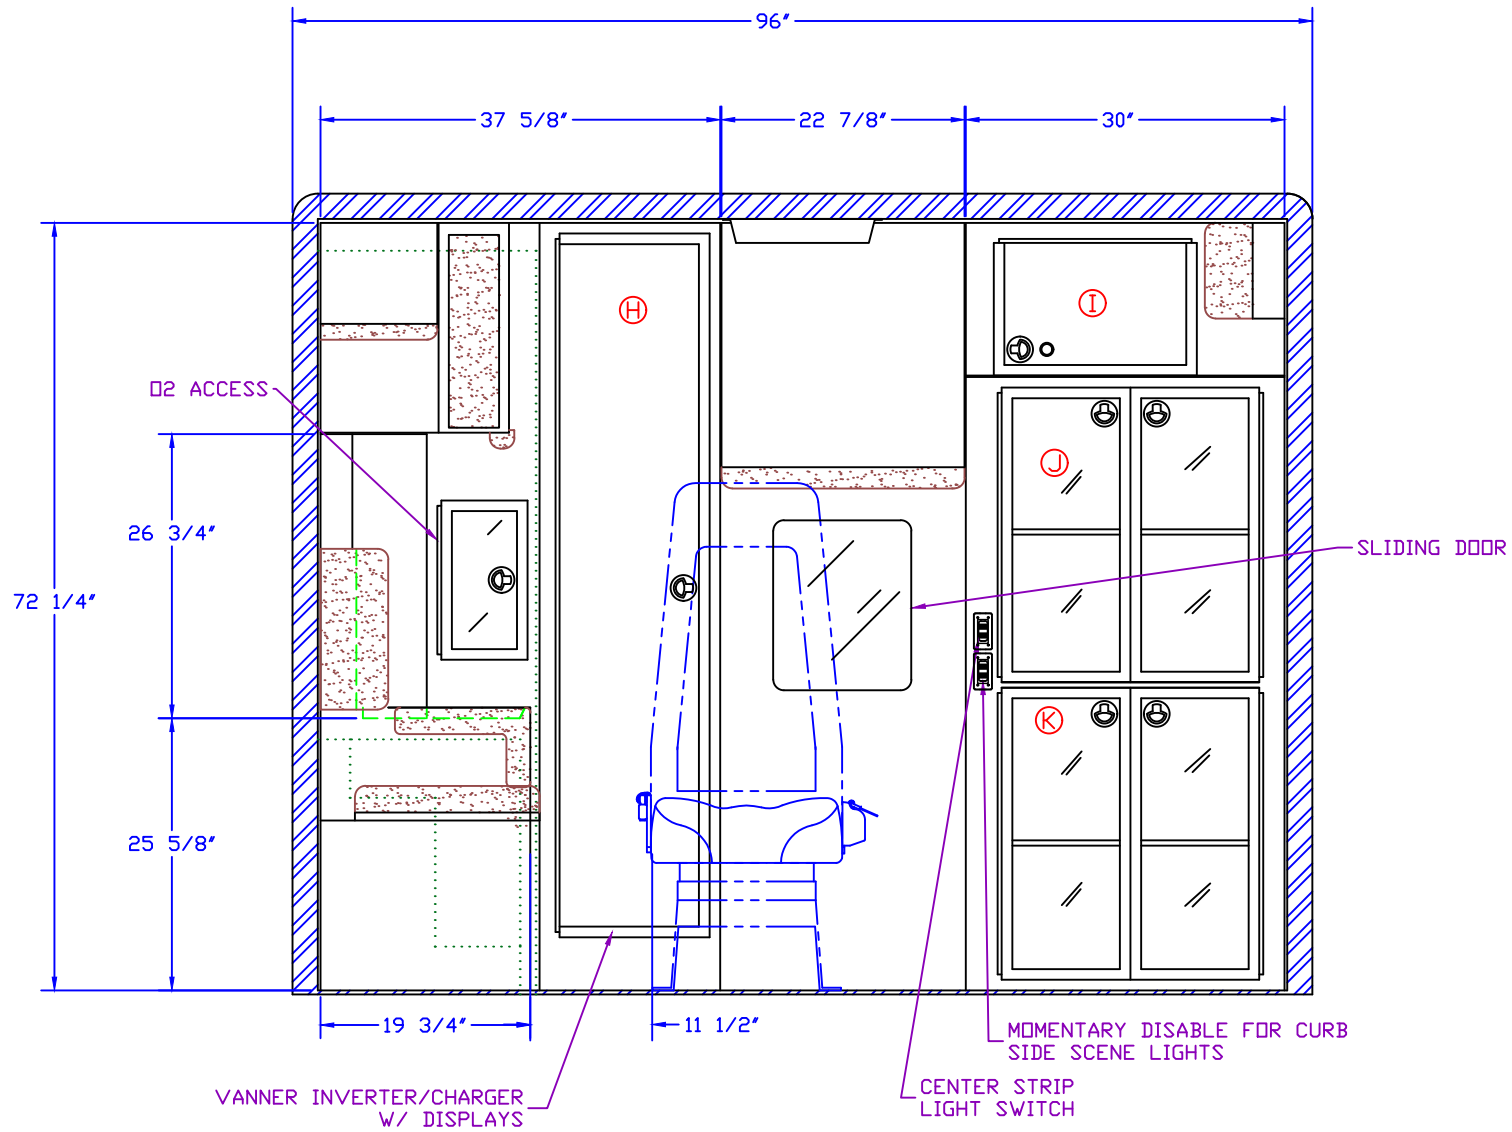 96"
37 5/8"
22 7/8"
30"
H
I
O2 ACCESS
J
26 3/4"
SLIDING DOOR
72 1/4"
K
25 5/8"
19 3/4"
11 1/2"
MOMENTARY DISABLE FOR CURB
SIDE SCENE LIGHTS
VANNER INVERTER/CHARGER
W/ DISPLAYS
CENTER STRIP
LIGHT SWITCH